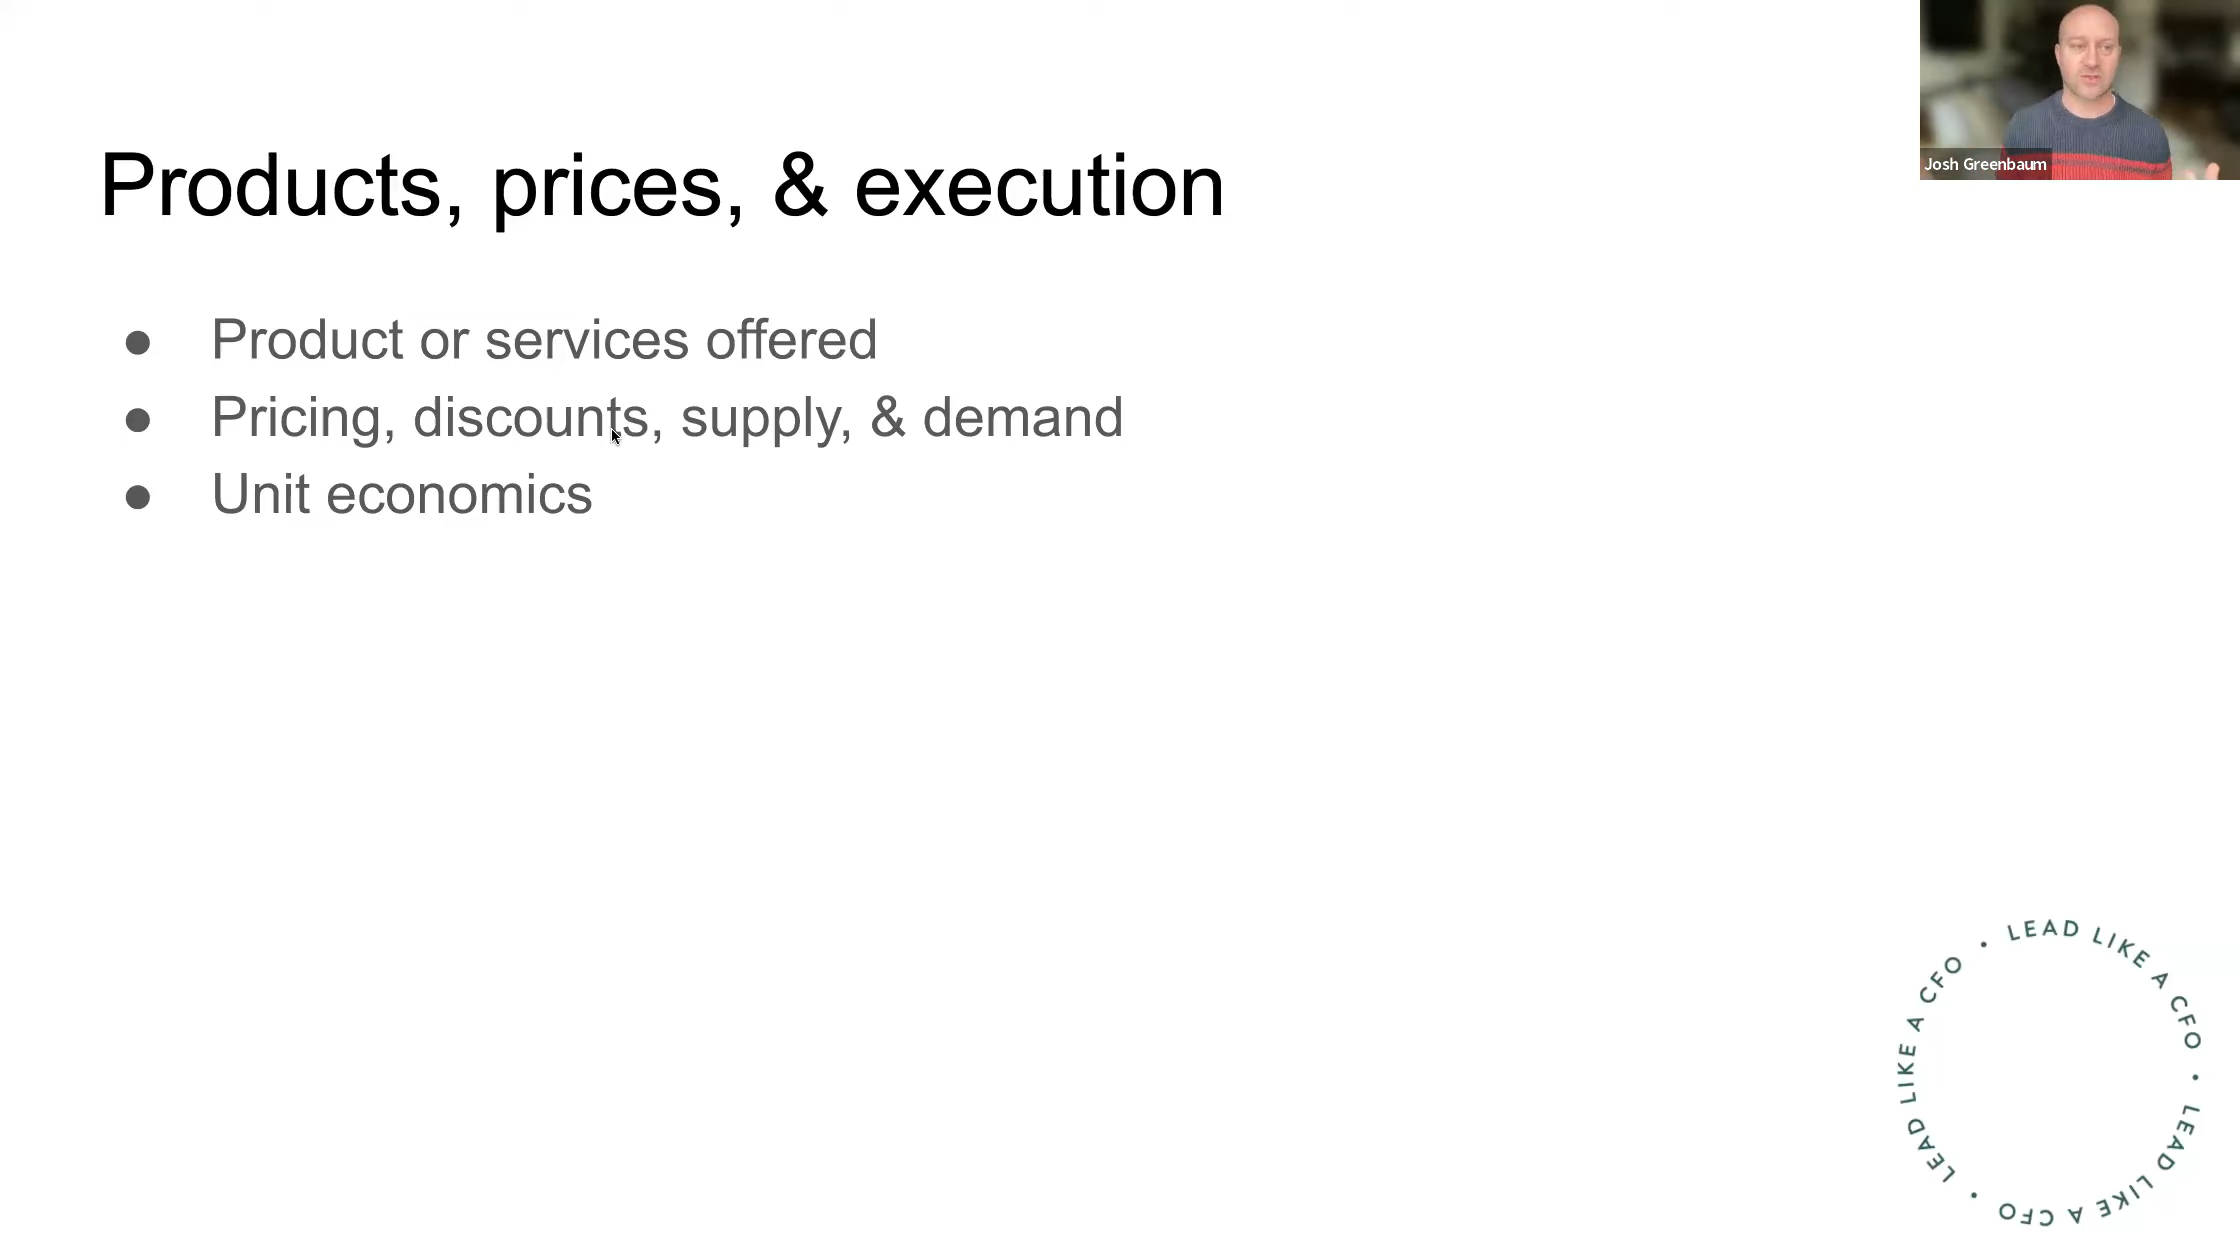 Products, prices, & execution
● Product or services offered
● Pricing, discounts, supply, & demand
● Unit economics
Josh Greenbaum
LEAD LIKE A CFO • LEAD LIKE A CFO • LEAD LIKE A CFO •